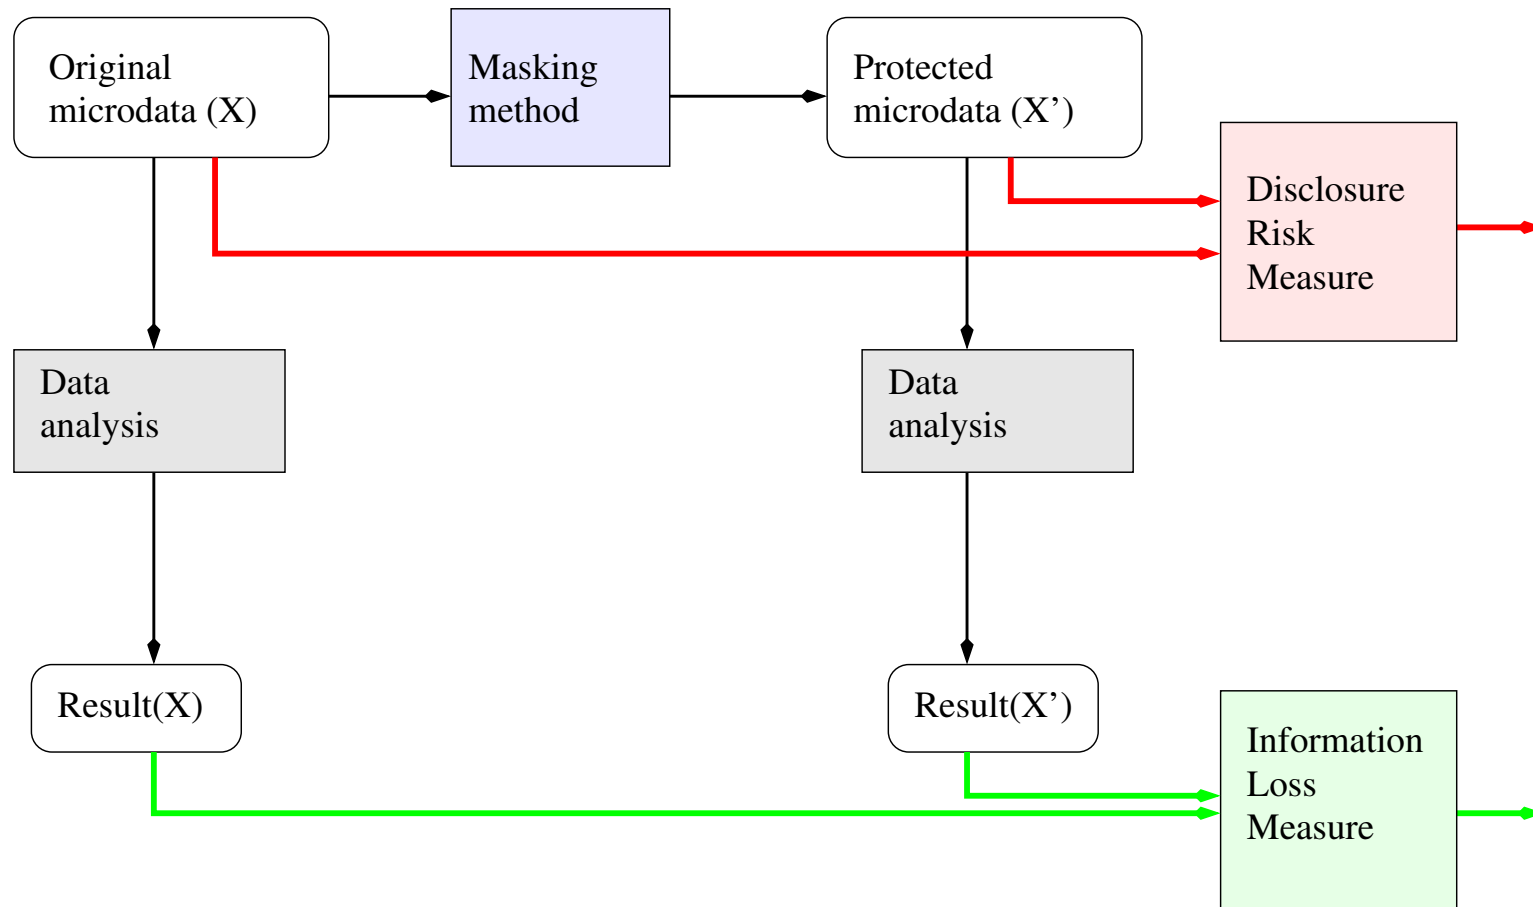 Original
microdata (X)
Masking
method
Protected
microdata (X’)
Disclosure
Risk
Measure
Data
analysis
Data
analysis
Result(X)
Result(X’)
Information
Loss
Measure